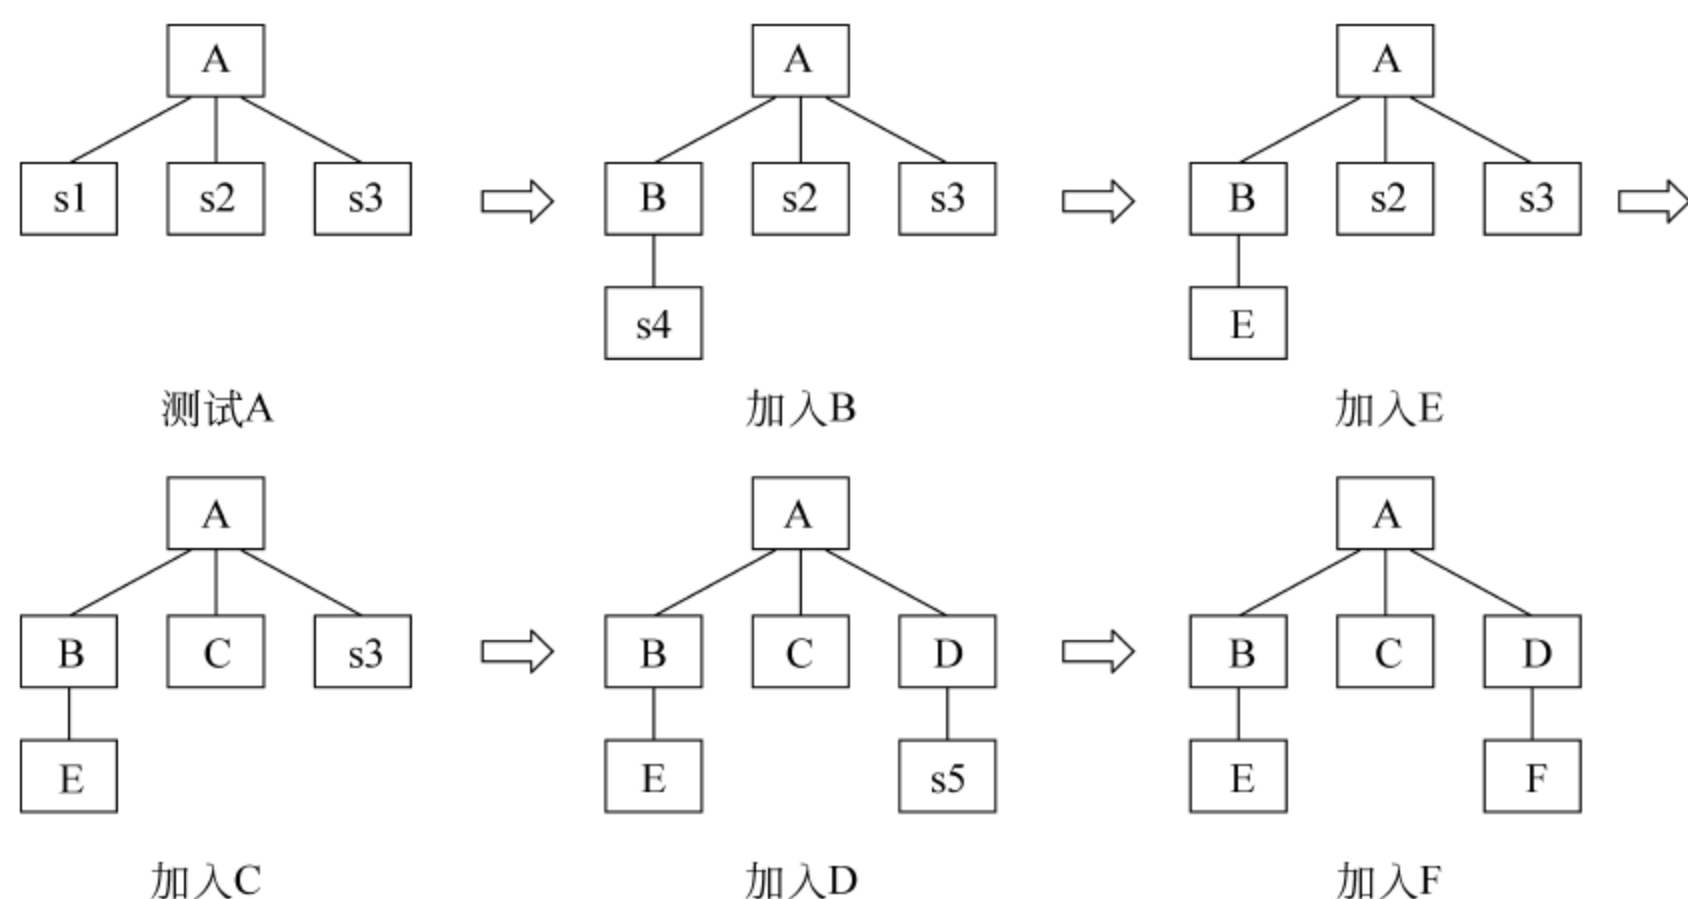 A A A
s1 s2 s3 B s2 s3 B s2 s3
s4 E
测试A 加入B 加入E
A A A
B C s3 B C D B C D
E E s5 E F
加入C 加入D 加入F